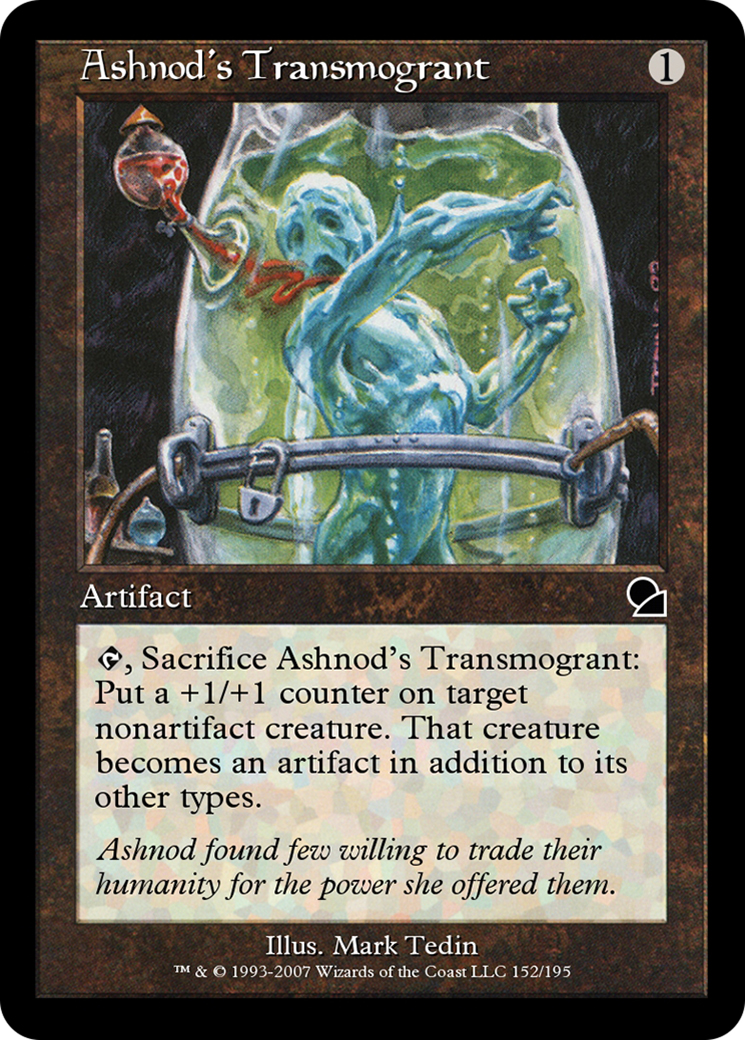 Ashnod's Transmogrant 1
Artifact
, Sacrifice Ashnod's Transmogrant:
Put a +1/+1 counter on target
nonartifact creature. That creature
becomes an artifact in addition to its
other types.
Ashnod found few willing to trade their
humanity for the power she offered them.
Illus. Mark Tedin
™ & © 1993-2007 Wizards of the Coast LLC 152/195